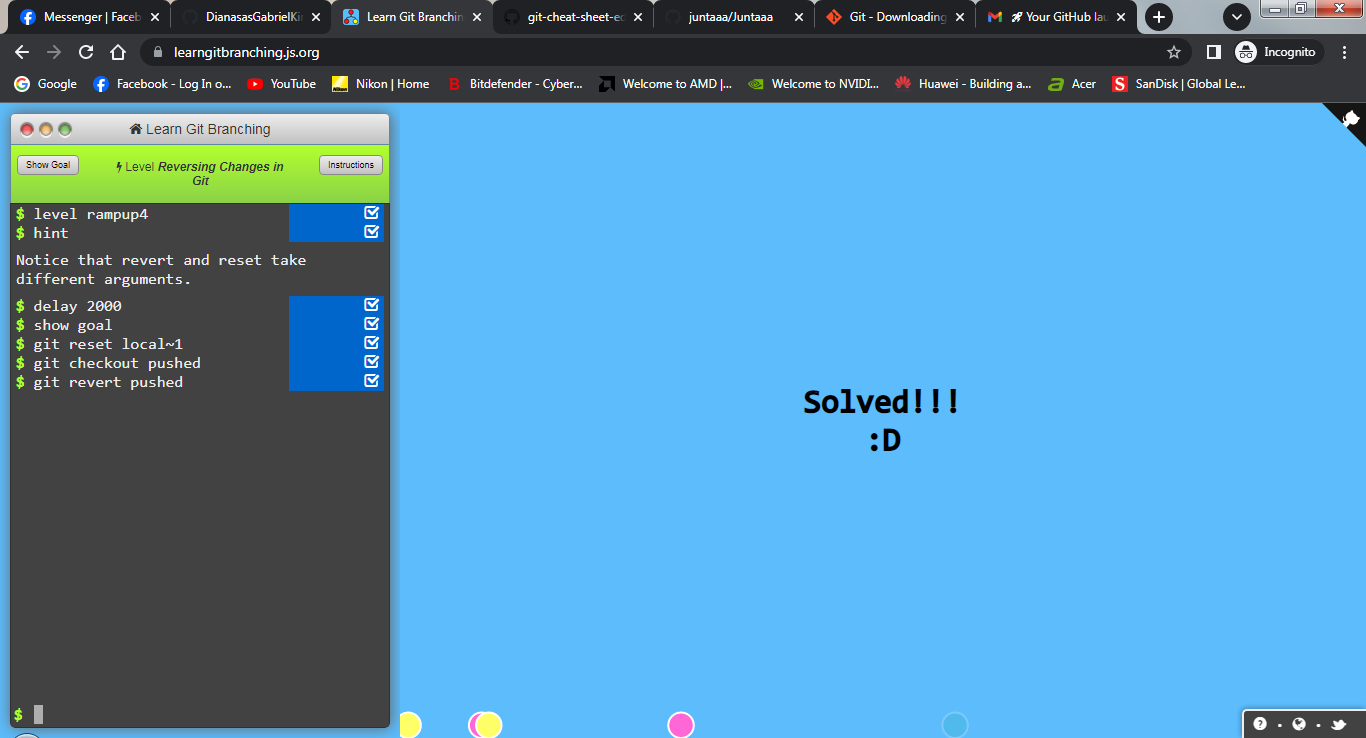 Messenger | Faceb
DianasasGabrielKi
Learn Git Branchin
git-cheat-sheet-ed
juntaaa/Juntaaa
Git - Downloading
Your GitHub lau
learngitbranching.js.org
Incognito
Google
Facebook - Log In o...
YouTube
Nikon | Home
Bitdefender - Cyber...
Welcome to AMD |...
Welcome to NVIDI...
Huawei - Building a...
Acer
SanDisk | Global Le...
Learn Git Branching
Show Goal
Level Reversing Changes in
Git
Instructions
$ level rampup4
$ hint
Notice that revert and reset take
different arguments.
$ delay 2000
$ show goal
$ git reset local~1
$ git checkout pushed
$ git revert pushed
Solved!!!
:D
$